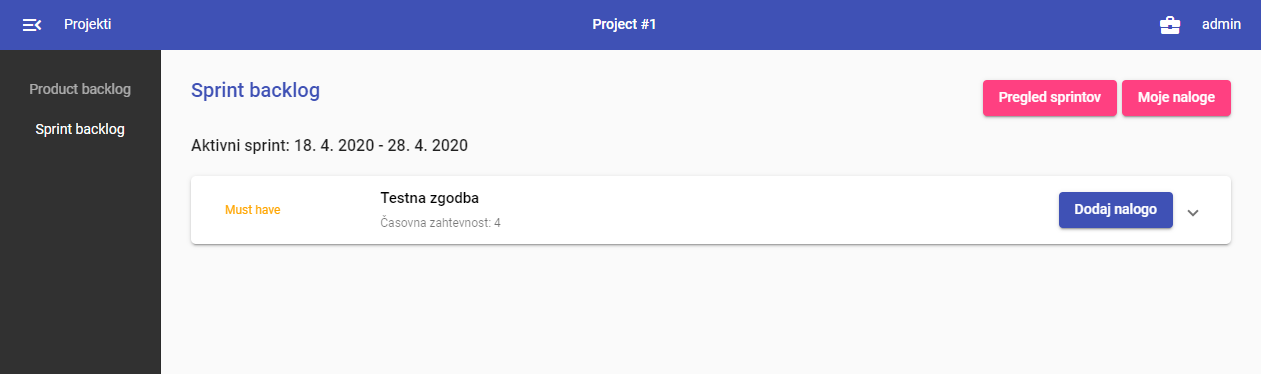 Projekti
Project #1
admin
Product backlog
Sprint backlog
Sprint backlog
Pregled sprintov
Moje naloge
Aktivni sprint: 18. 4. 2020 - 28. 4. 2020
Must have
Testna zgodba
Časovna zahtevnost: 4
Dodaj nalogo